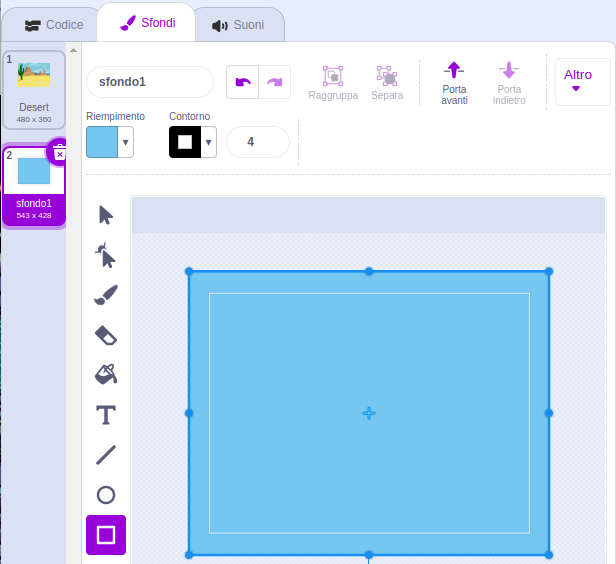 Codice
Sfondi
Suoni
1
Desert
480 x 360
2
sfondo1
543 x 428
sfondo1
Raggruppa
Separa
Porta
avanti
Porta
indietro
Altro
Riempimento
Contorno
4
T